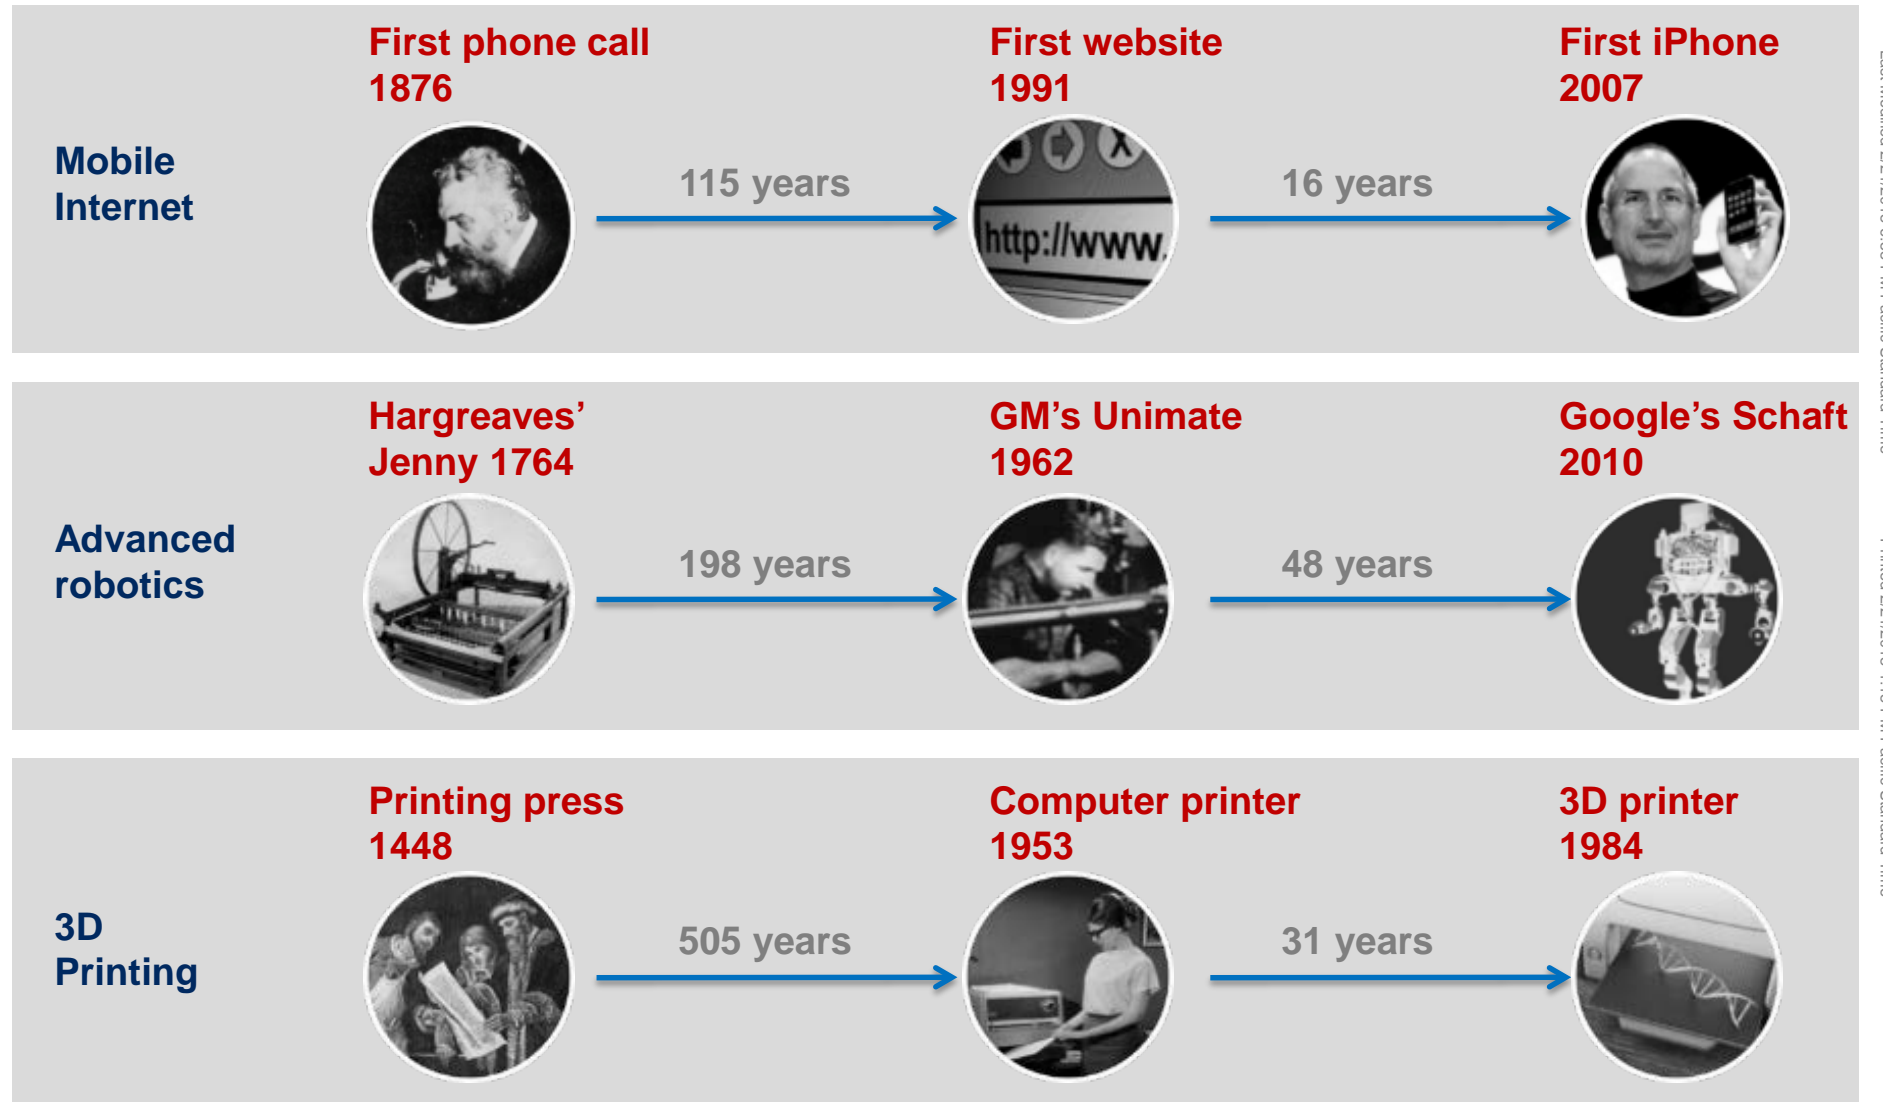 First phone call
1876
First website
1991
First iPhone
2007
Mobile
Internet
115 years
16 years
http://www.
X
Hargreaves’
Jenny 1764
GM’s Unimate
1962
Google’s Schaft
2010
Advanced
robotics
198 years
48 years
Printing press
1448
Computer printer
1953
3D printer
1984
3D
Printing
505 years
31 years